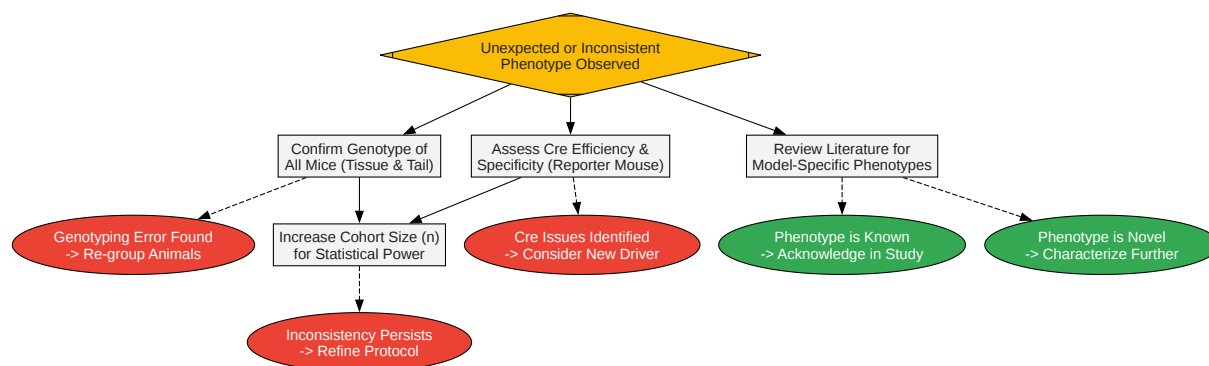 Unexpected or Inconsistent
Phenotype Observed
Confirm Genotype of
All Mice (Tissue & Tail)
Assess Cre Efficiency &
Specificity (Reporter Mouse)
Review Literature for
Model-Specific Phenotypes
Genotyping Error Found
-> Re-group Animals
Increase Cohort Size (n)
for Statistical Power
Cre Issues Identified
-> Consider New Driver
Phenotype is Known
-> Acknowledge in Study
Phenotype is Novel
-> Characterize Further
Inconsistency Persists
-> Refine Protocol